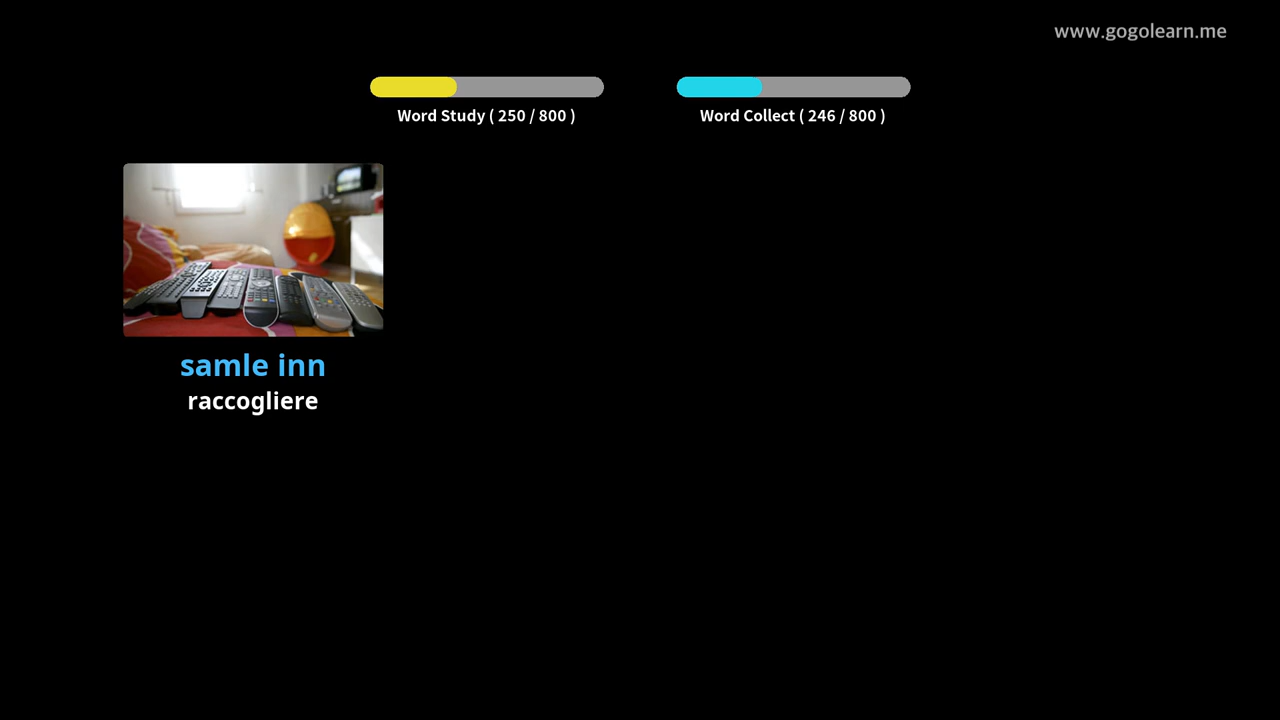 www.gogolearn.me
Word Study ( 250 / 800 )
Word Collect ( 246 / 800 )
samle inn
raccogliere